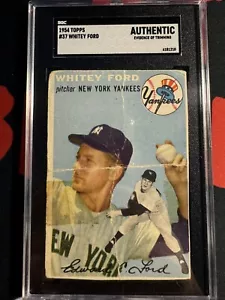 SGC
1954 TOPPS
#37 WHITEY FORD
AUTHENTIC
EVIDENCE OF TRIMMING
WHITEY FORD
pitcher NEW YORK YANKEES
Yankees
NEW
YORK
Edward C. Ford